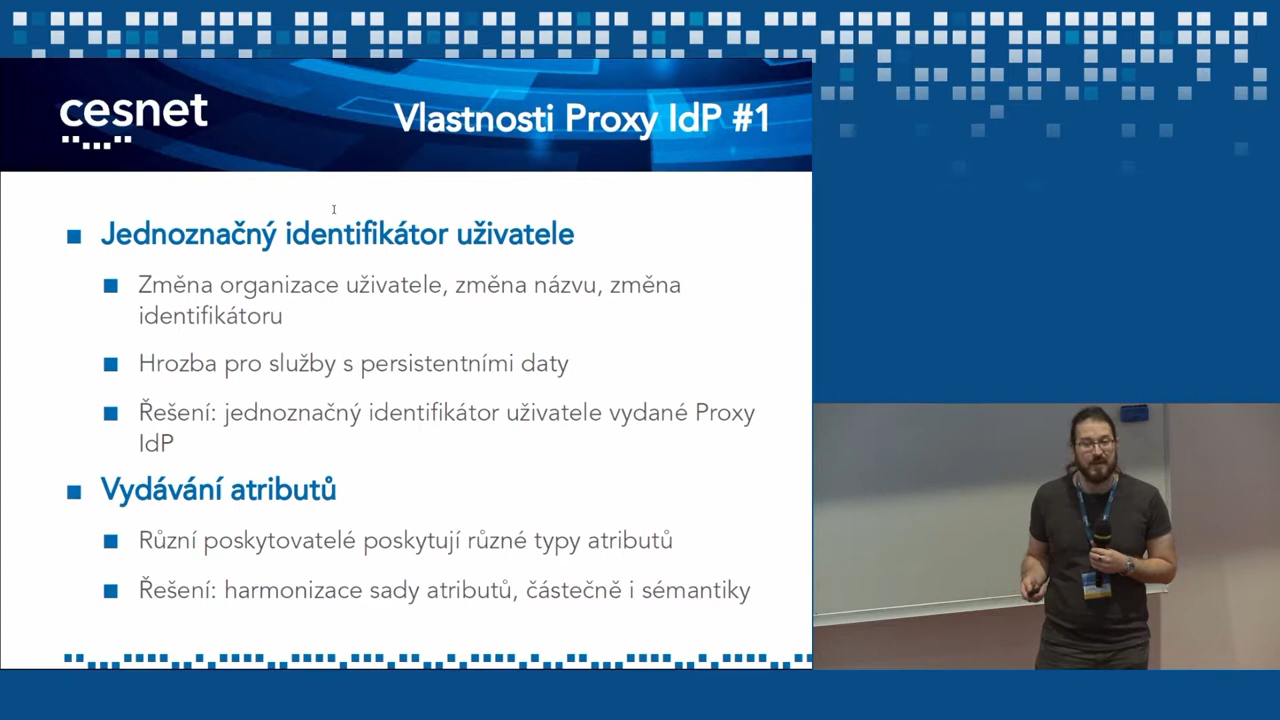 cesnet
Vlastnosti Proxy IdP #1
Jednoznačný identifikátor uživatele
Změna organizace uživatele, změna názvu, změna
identifikátoru
Hrozba pro služby s persistentními daty
Řešení: jednoznačný identifikátor uživatele vydané Proxy
IdP
Vydávání atributů
Různí poskytovatelé poskytují různé typy atributů
Řešení: harmonizace sady atributů, částečně i sémantiky